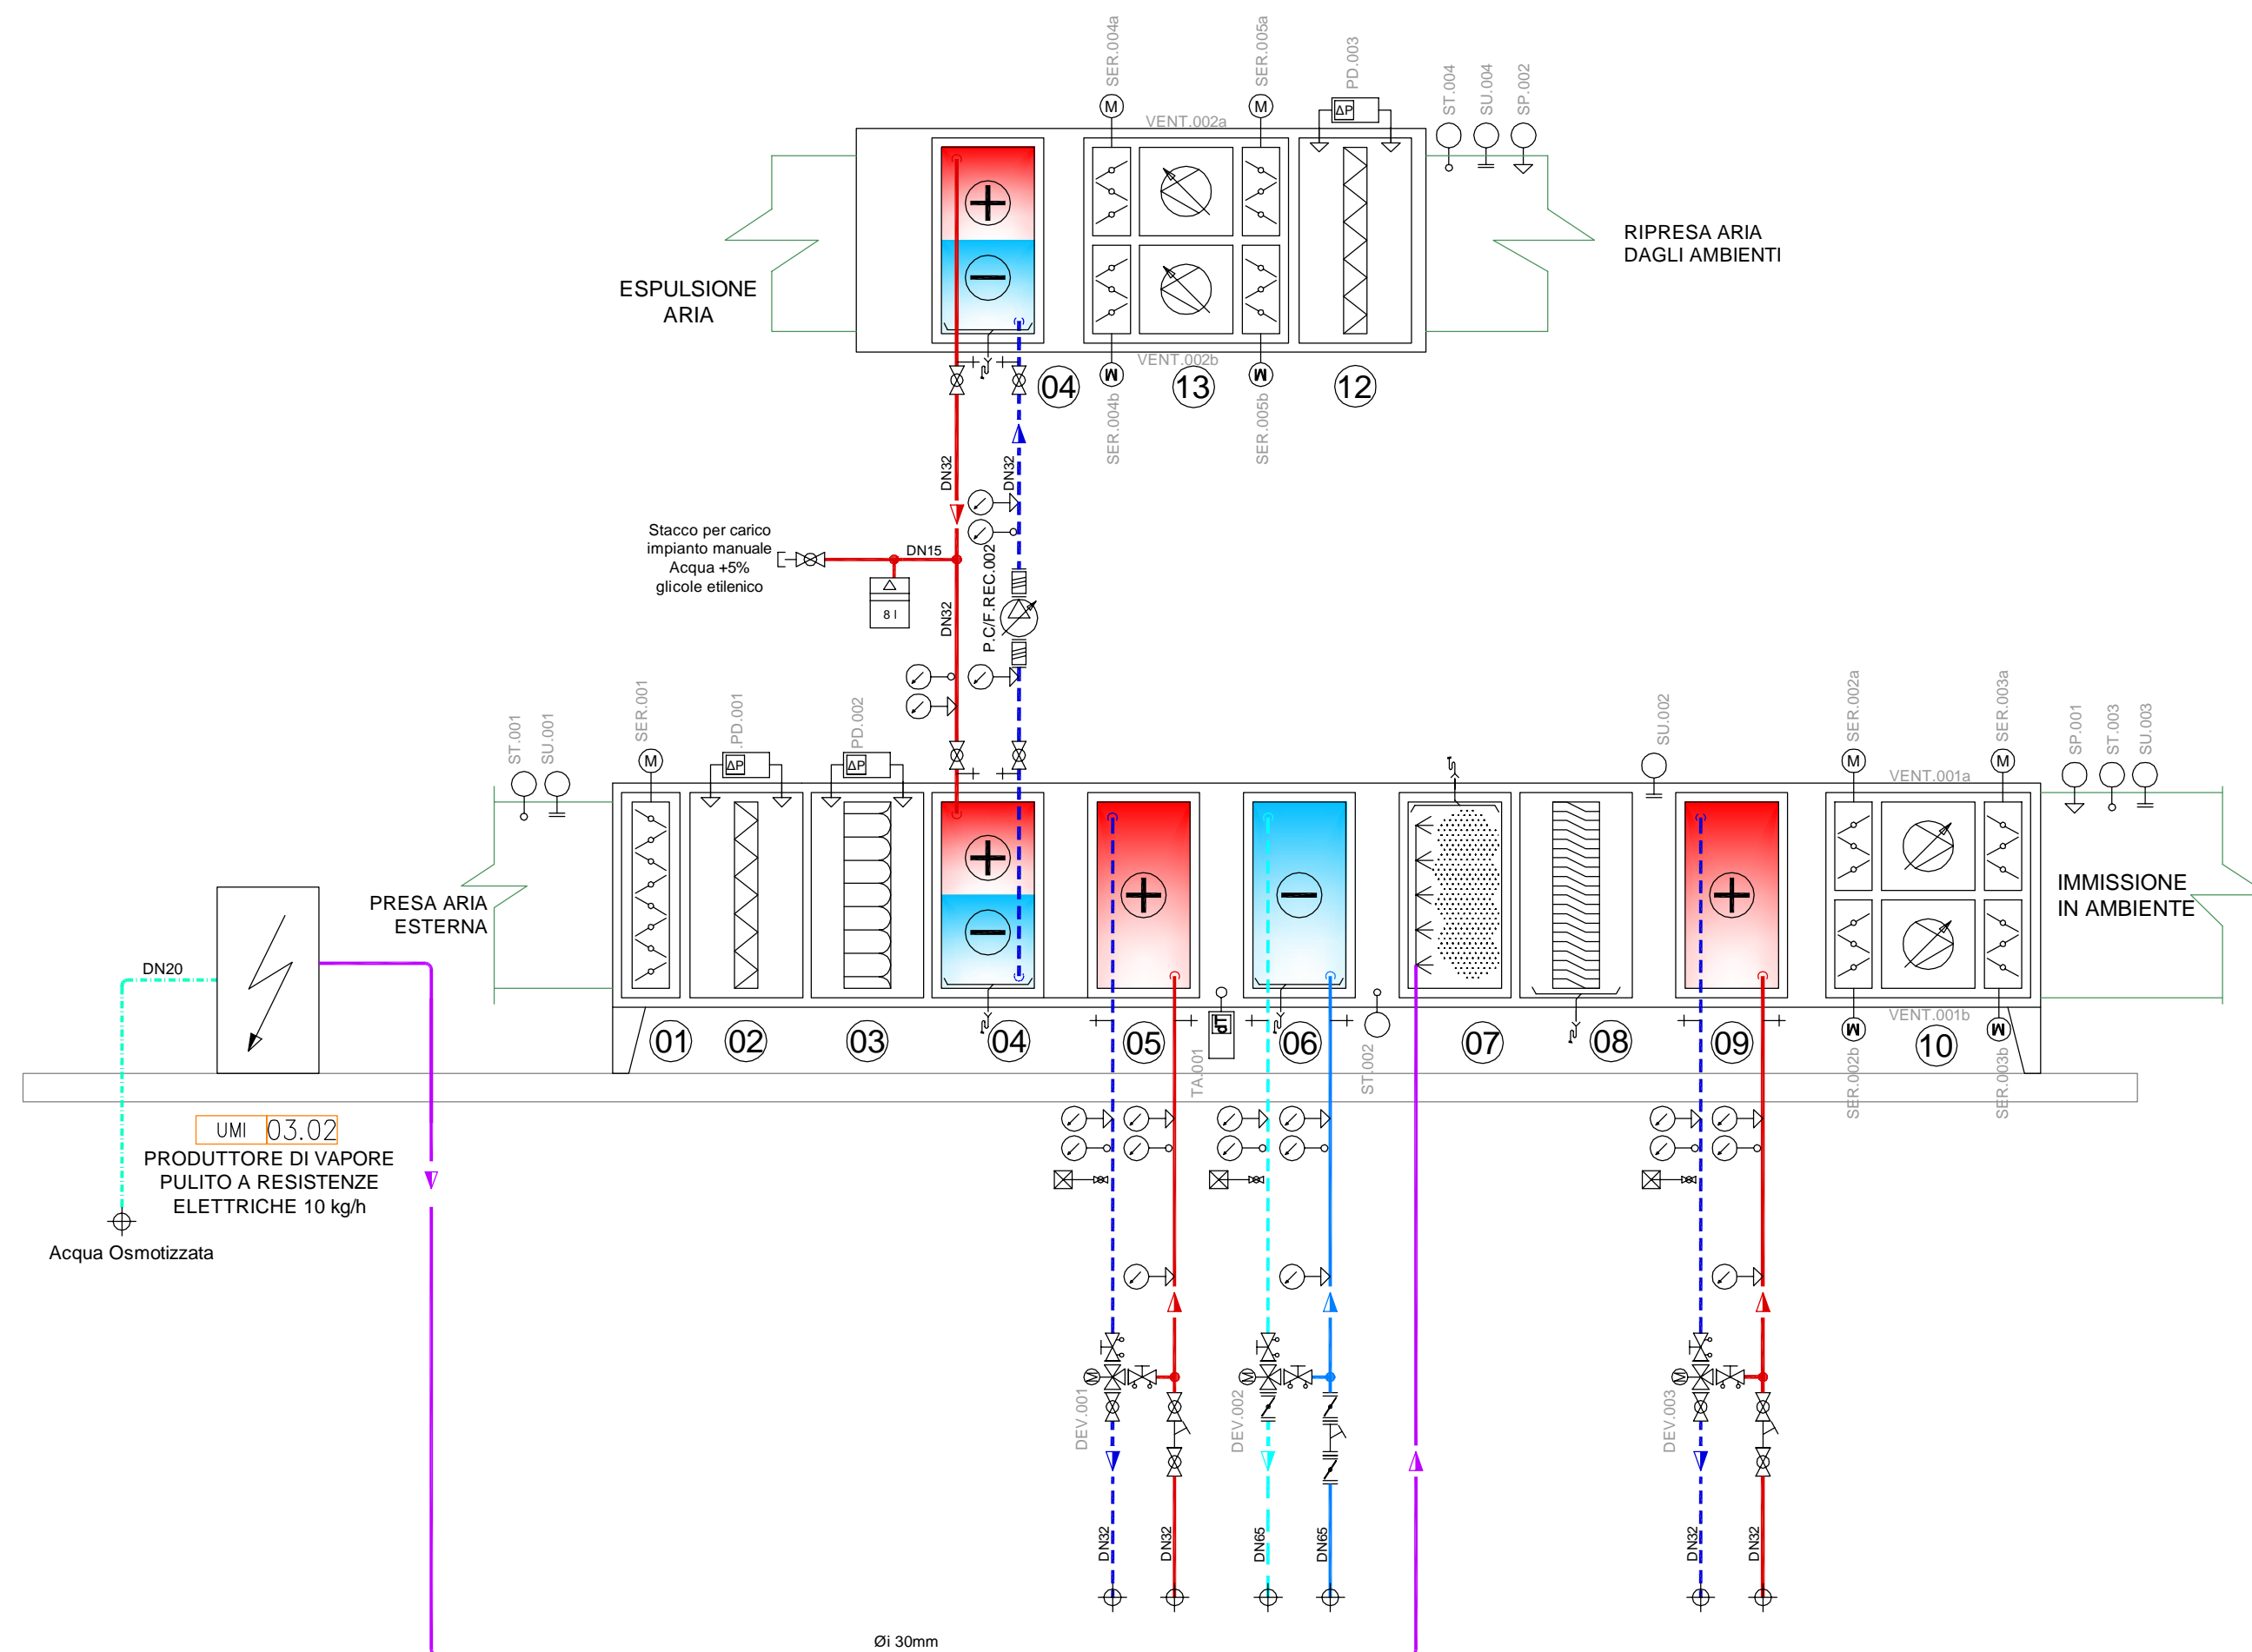 SER.004a
SER.005a
PD.003
ST.004
SU.004
SP.002
M
M
ΔP
VENT.002a
RIPRESA ARIA
DAGLI AMBIENTI
ESPULSIONE
ARIA
VENT.002b
M
M
04
13
12
SER.004b
SER.005b
DN32
DN32
Stacco per carico
impianto manuale
Acqua +5%
glicole etilenico
DN15
8 l
DN32
P.C/F.REC.002
ST.001
SU.001
SER.001
PD.001
PD.002
SU.002
SER.002a
SER.003a
SP.001
ST.003
SU.003
M
ΔP
ΔP
M
M
VENT.001a
PRESA ARIA
ESTERNA
IMMISSIONE
IN AMBIENTE
DN20
VENT.001b
01
02
03
04
05
06
07
08
09
10
M
M
TA.001
ST.002
SER.002b
SER.003b
UMI
03.02
PRODUTTORE DI VAPORE
PULITO A RESISTENZE
ELETTRICHE 10 kg/h
Acqua Osmotizzata
M
M
M
DEV.001
DEV.002
DEV.003
DN32
DN32
DN65
DN65
DN32
DN32
Øi 30mm